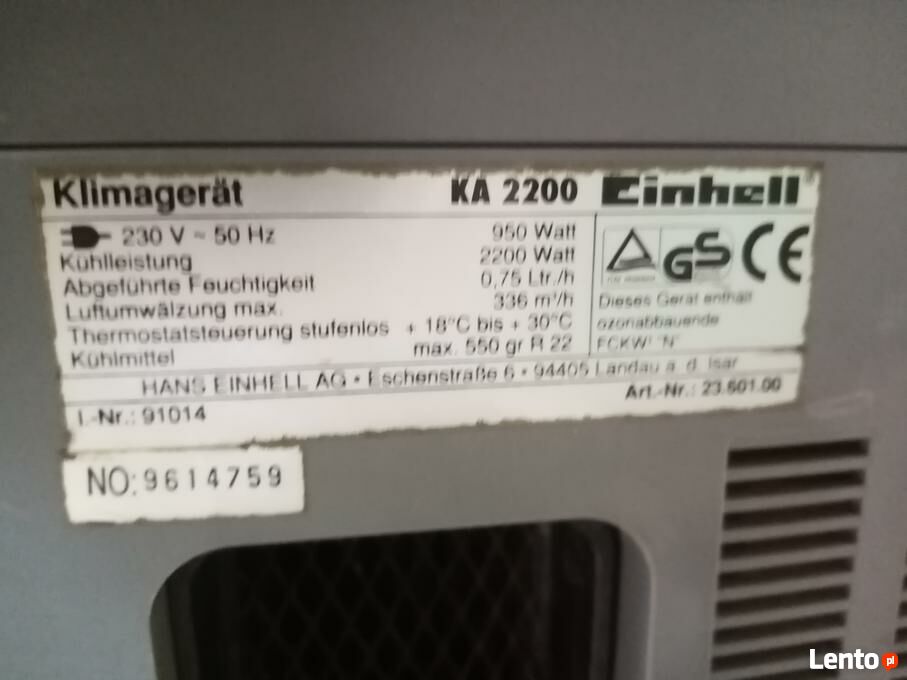 Klimagerät KA 2200 Einhell
230 V ~ 50 Hz 950 Watt
Kühlleistung 2200 Watt
Abgeführte Feuchtigkeit 0,75 Ltr./h
Luftumwälzung max. 336 m³/h
Thermostatsteuerung stufenlos + 18°C bis + 30°C
Kühlmittel max. 550 gr R 22
GS CE
Dieses Gerät enthält
ozonabbauende
FCKW "N"
HANS EINHELL AG • Eschenstraße 6 • 94405 Landau a. d. Isar
I.-Nr.: 91014 Art.-Nr.: 23.601.00
NO: 9614759
Lento.pl